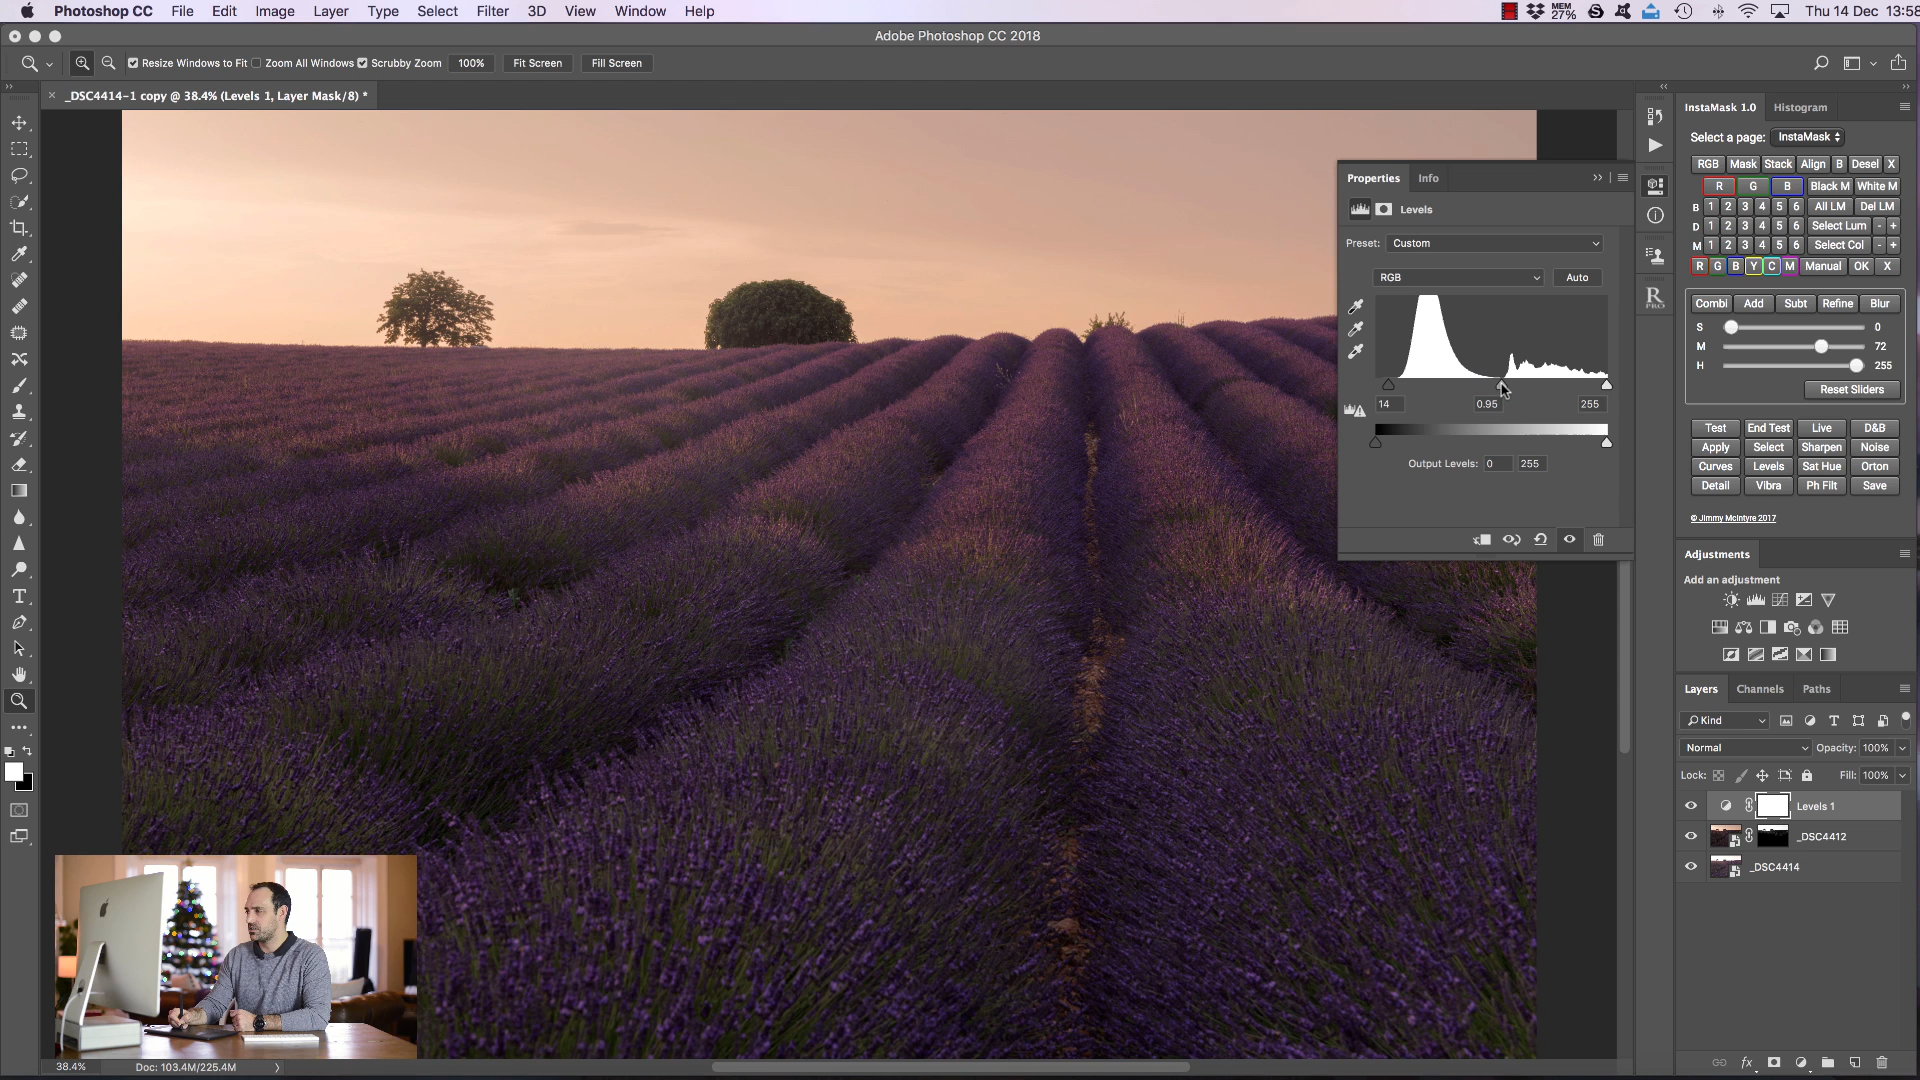 Photoshop CC File Edit Image Layer Type Select Filter 3D View Window Help MEM 27% Thu 14 Dec 13:58
Adobe Photoshop CC 2018
Resize Windows to Fit Zoom All Windows Scrubby Zoom 100% Fit Screen Fill Screen
_DSC4414-1 copy @ 38.4% (Levels 1, Layer Mask/8) *
InstaMask 1.0 Histogram
Select a page: InstaMask
RGB Mask Stack Align B Desel X
R G B Black M White M
B 1 2 3 4 5 6 All LM Del LM
D 1 2 3 4 5 6 Select Lum - +
M 1 2 3 4 5 6 Select Col - +
R G B Y C M Manual OK X
Combi Add Subt Refine Blur
S 0
M 72
H 255
Reset Sliders
Test End Test Live D&B
Apply Select Sharpen Noise
Curves Levels Sat Hue Orton
Detail Vibra Ph Filt Save
© Jimmy McIntyre 2017
R PRO
Properties Info
Levels
Preset: Custom
RGB Auto
14 0.95 255
Output Levels: 0 255
Adjustments
Add an adjustment
Layers Channels Paths
Kind T
Normal Opacity: 100%
Lock: Fill: 100%
Levels 1
_DSC4412
_DSC4414
fx
T
38.4% Doc: 103.4M/225.4M